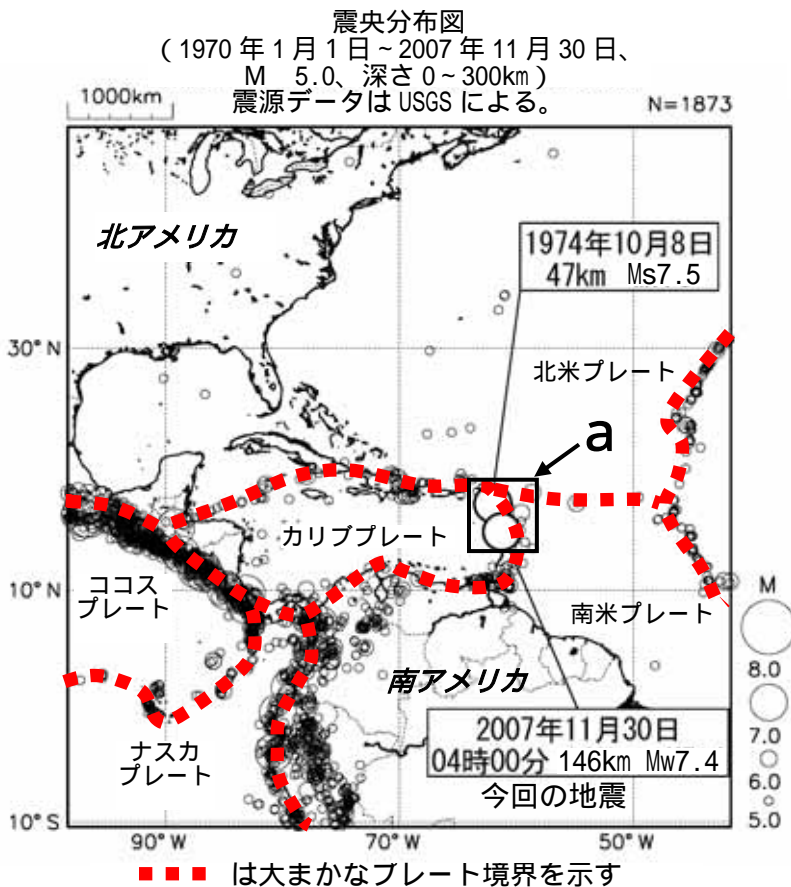 震央分布図
（1970年1月1日～2007年11月30日、
M　5.0、深さ0～300km）
震源データはUSGSによる。
1000km
N=1873
北アメリカ
1974年10月8日
47km Ms7.5
30°N
北米プレート
a
カリブプレート
ココス
プレート
10°N
南米プレート
M
8.0
7.0
6.0
5.0
南アメリカ
ナスカ
プレート
2007年11月30日
04時00分 146km Mw7.4
今回の地震
10°S
90°W
70°W
50°W
は大まかなプレート境界を示す